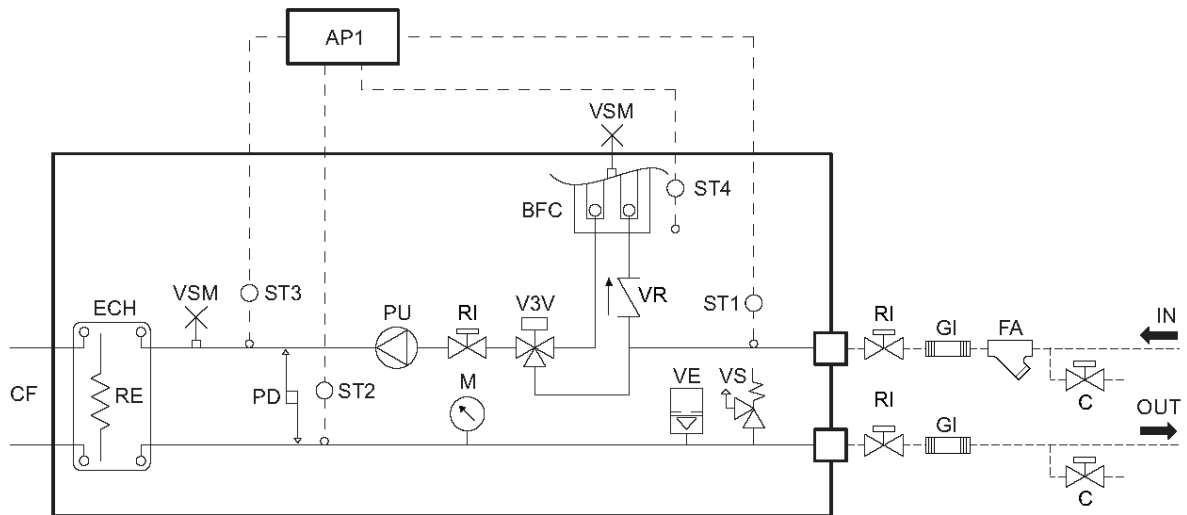 AP1
VSM
ST4
BFC
VSM
ST3
ECH
PU
RI
V3V
VR
ST1
RI
GI
FA
IN
CF
RE
PD
ST2
M
VE
VS
RI
GI
C
OUT
C